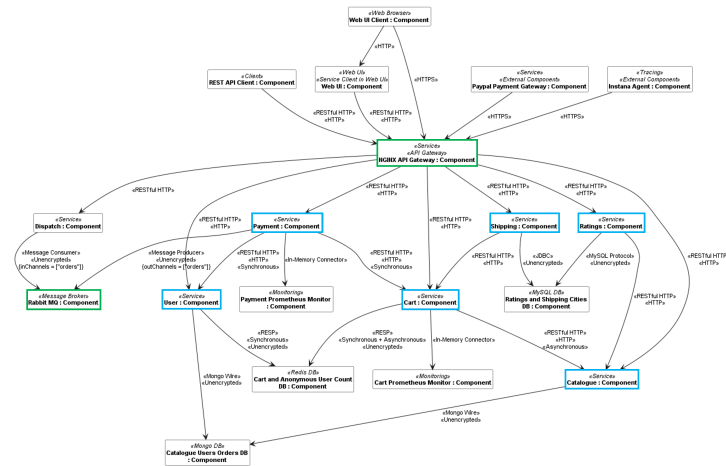 «Web Browser»
Web UI Client : Component
«HTTP»
«HTTPS»
«Client»
REST API Client : Component
«Web UI»
«Service Client in Web UI»
Web UI : Component
«Service»
«External Component»
Paypal Payment Gateway : Component
«Tracing»
«External Component»
Instana Agent : Component
«RESTful HTTP»
«HTTP»
«RESTful HTTP»
«HTTP»
«HTTPS»
«HTTPS»
«Service»
«API Gateway»
NGINX API Gateway : Component
«RESTful HTTP»
«RESTful HTTP»
«HTTP»
«RESTful HTTP»
«HTTP»
«RESTful HTTP»
«HTTP»
«RESTful HTTP»
«HTTP»
«RESTful HTTP»
«HTTP»
«RESTful HTTP»
«HTTP»
«Service»
Dispatch : Component
«Service»
Payment : Component
«Service»
Shipping : Component
«Service»
Ratings : Component
«Message Consumer»
«Unencrypted»
{inChannels = ["orders"]}
«Message Producer»
«Unencrypted»
{outChannels = ["orders"]}
«RESTful HTTP»
«HTTP»
«Synchronous»
«In-Memory Connector»
«RESTful HTTP»
«HTTP»
«Synchronous»
«RESTful HTTP»
«HTTP»
«JDBC»
«Unencrypted»
«MySQL Protocol»
«Unencrypted»
«RESTful HTTP»
«HTTP»
«Message Broker»
Rabbit MQ : Component
«Service»
User : Component
«Monitoring»
Payment Prometheus Monitor
: Component
«Service»
Cart : Component
«MySQL DB»
Ratings and Shipping Cities
DB : Component
«RESP»
«Synchronous»
«Unencrypted»
«RESP»
«Synchronous + Asynchronous»
«Unencrypted»
«In-Memory Connector»
«RESTful HTTP»
«HTTP»
«Asynchronous»
«Mongo Wire»
«Unencrypted»
«Redis DB»
Cart and Anonymous User Count
DB : Component
«Monitoring»
Cart Prometheus Monitor : Component
«Service»
Catalogue : Component
«Mongo Wire»
«Unencrypted»
«Mongo DB»
Catalogue Users Orders DB
: Component